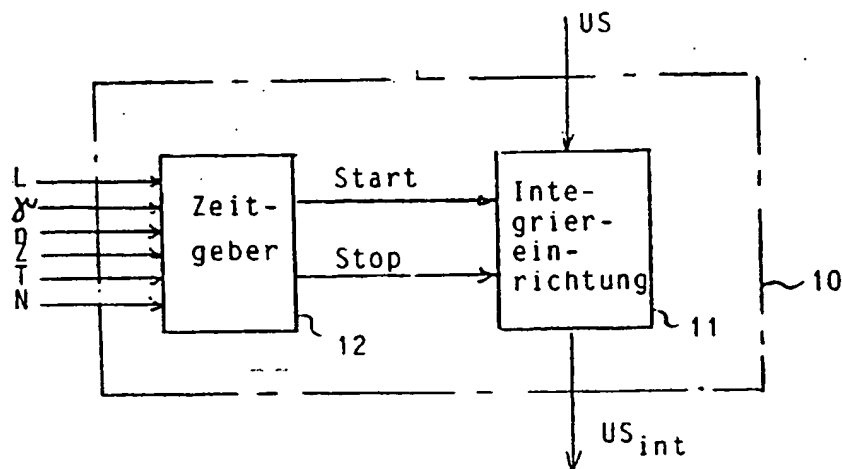 US
L
γ
n
Z
T
N
Zeit-
geber
Start
Stop
Inte-
grier-
ein-
richtung
10
11
12
US int